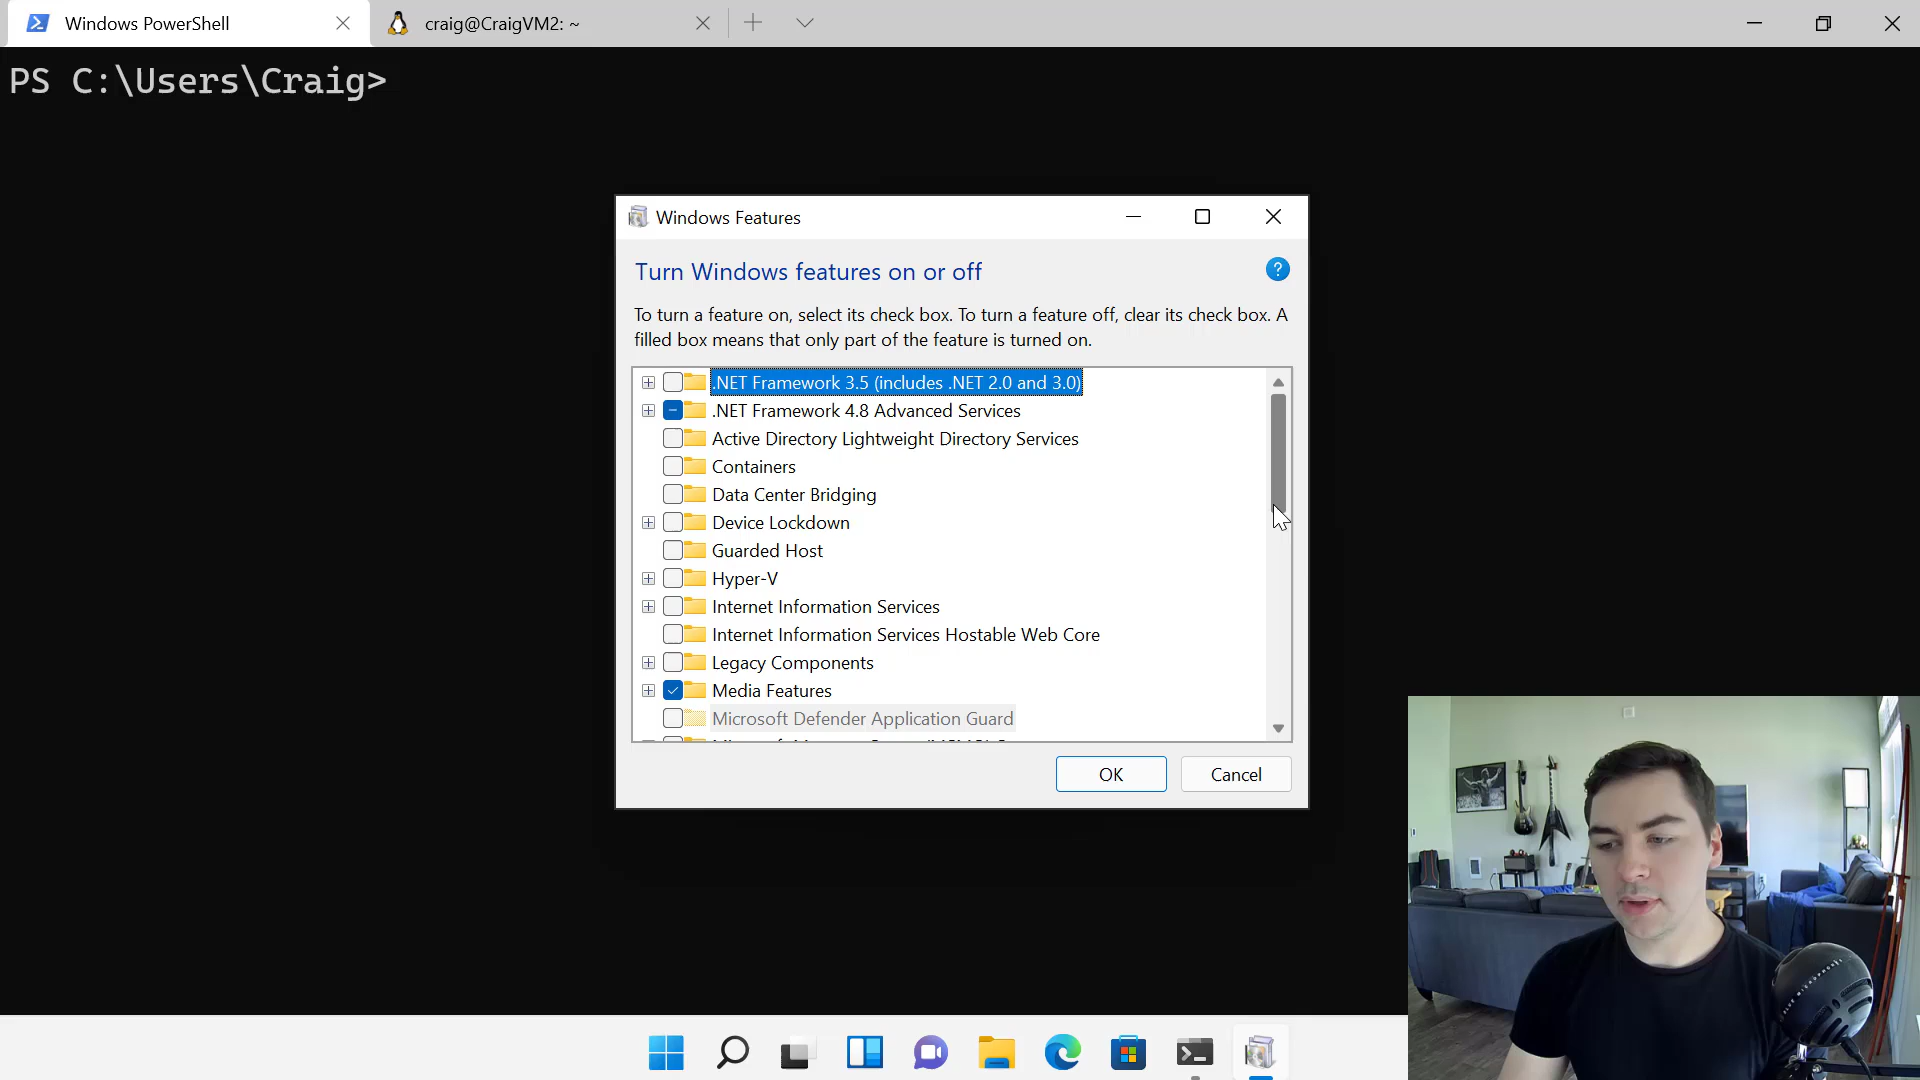 Windows PowerShell
craig@CraigVM2: ~
PS C:\Users\Craig>
Windows Features
Turn Windows features on or off
?
To turn a feature on, select its check box. To turn a feature off, clear its check box. A
filled box means that only part of the feature is turned on.
.NET Framework 3.5 (includes .NET 2.0 and 3.0)
.NET Framework 4.8 Advanced Services
Active Directory Lightweight Directory Services
Containers
Data Center Bridging
Device Lockdown
Guarded Host
Hyper-V
Internet Information Services
Internet Information Services Hostable Web Core
Legacy Components
Media Features
Microsoft Defender Application Guard
OK
Cancel